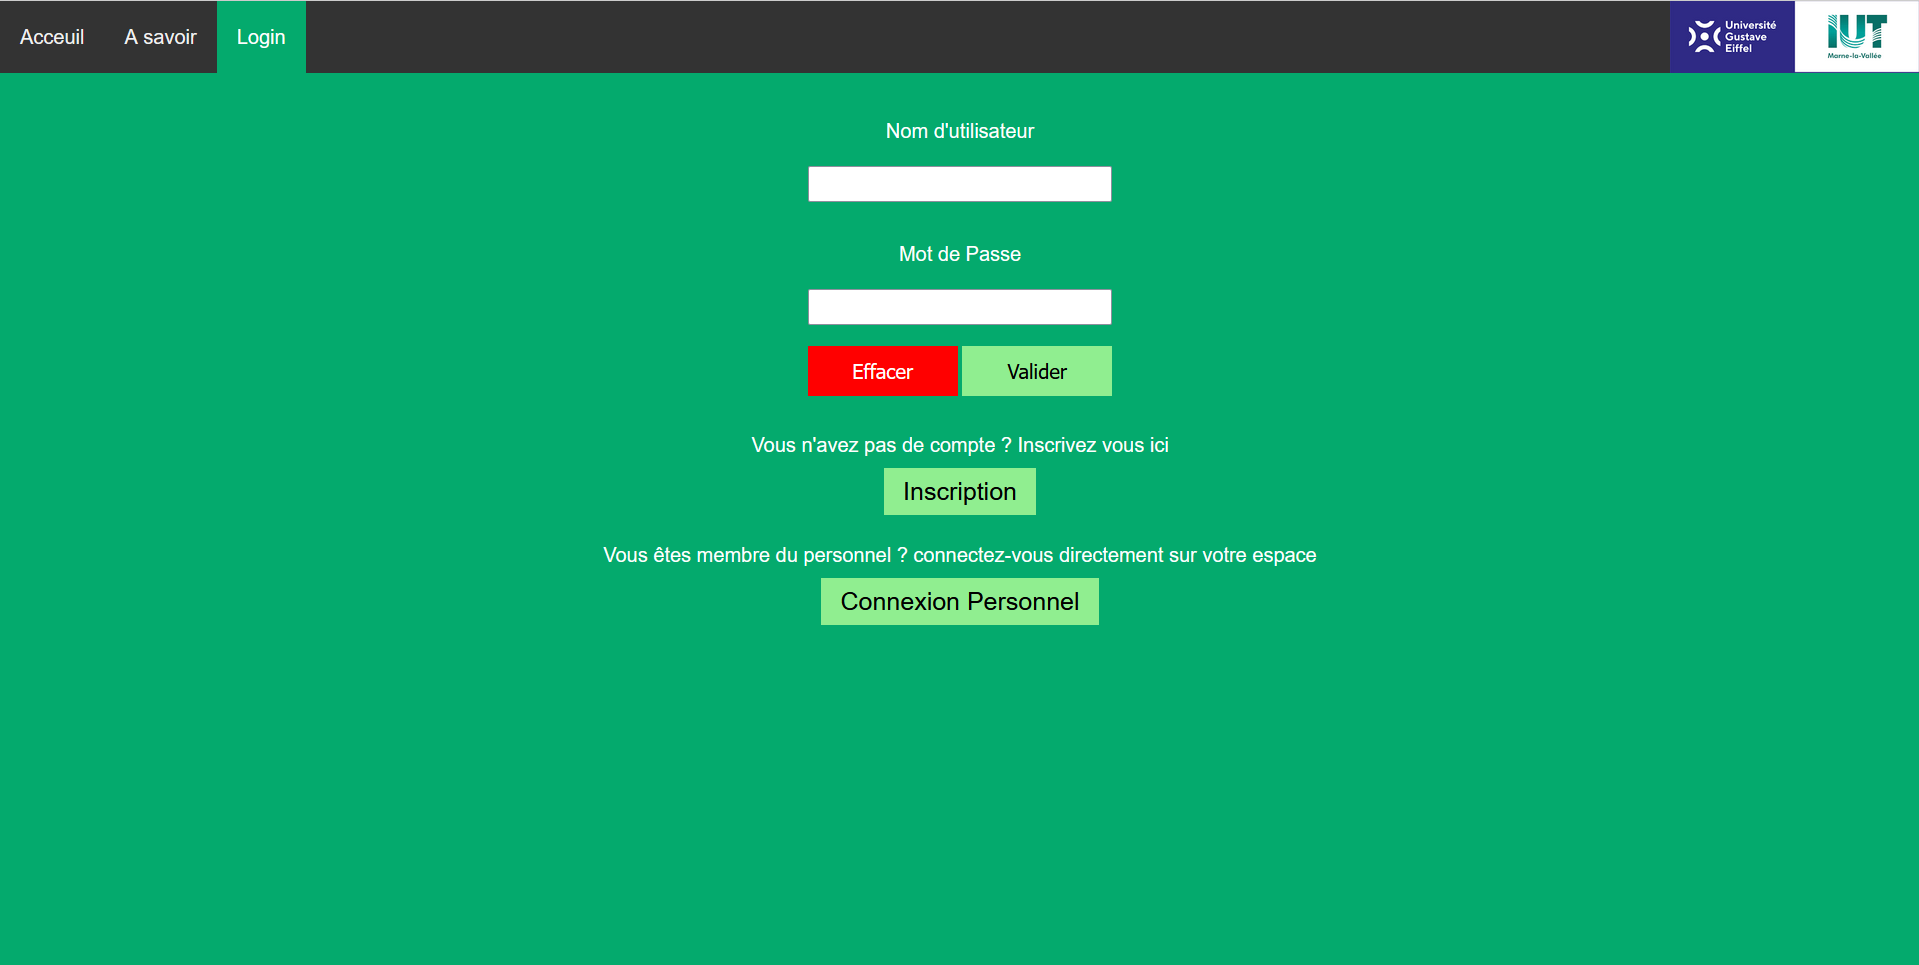 Acceuil
A savoir
Login
Université
Gustave
Eiffel
IUT
Marne-la-Vallée
Nom d'utilisateur
Mot de Passe
Effacer
Valider
Vous n'avez pas de compte ? Inscrivez vous ici
Inscription
Vous êtes membre du personnel ? connectez-vous directement sur votre espace
Connexion Personnel